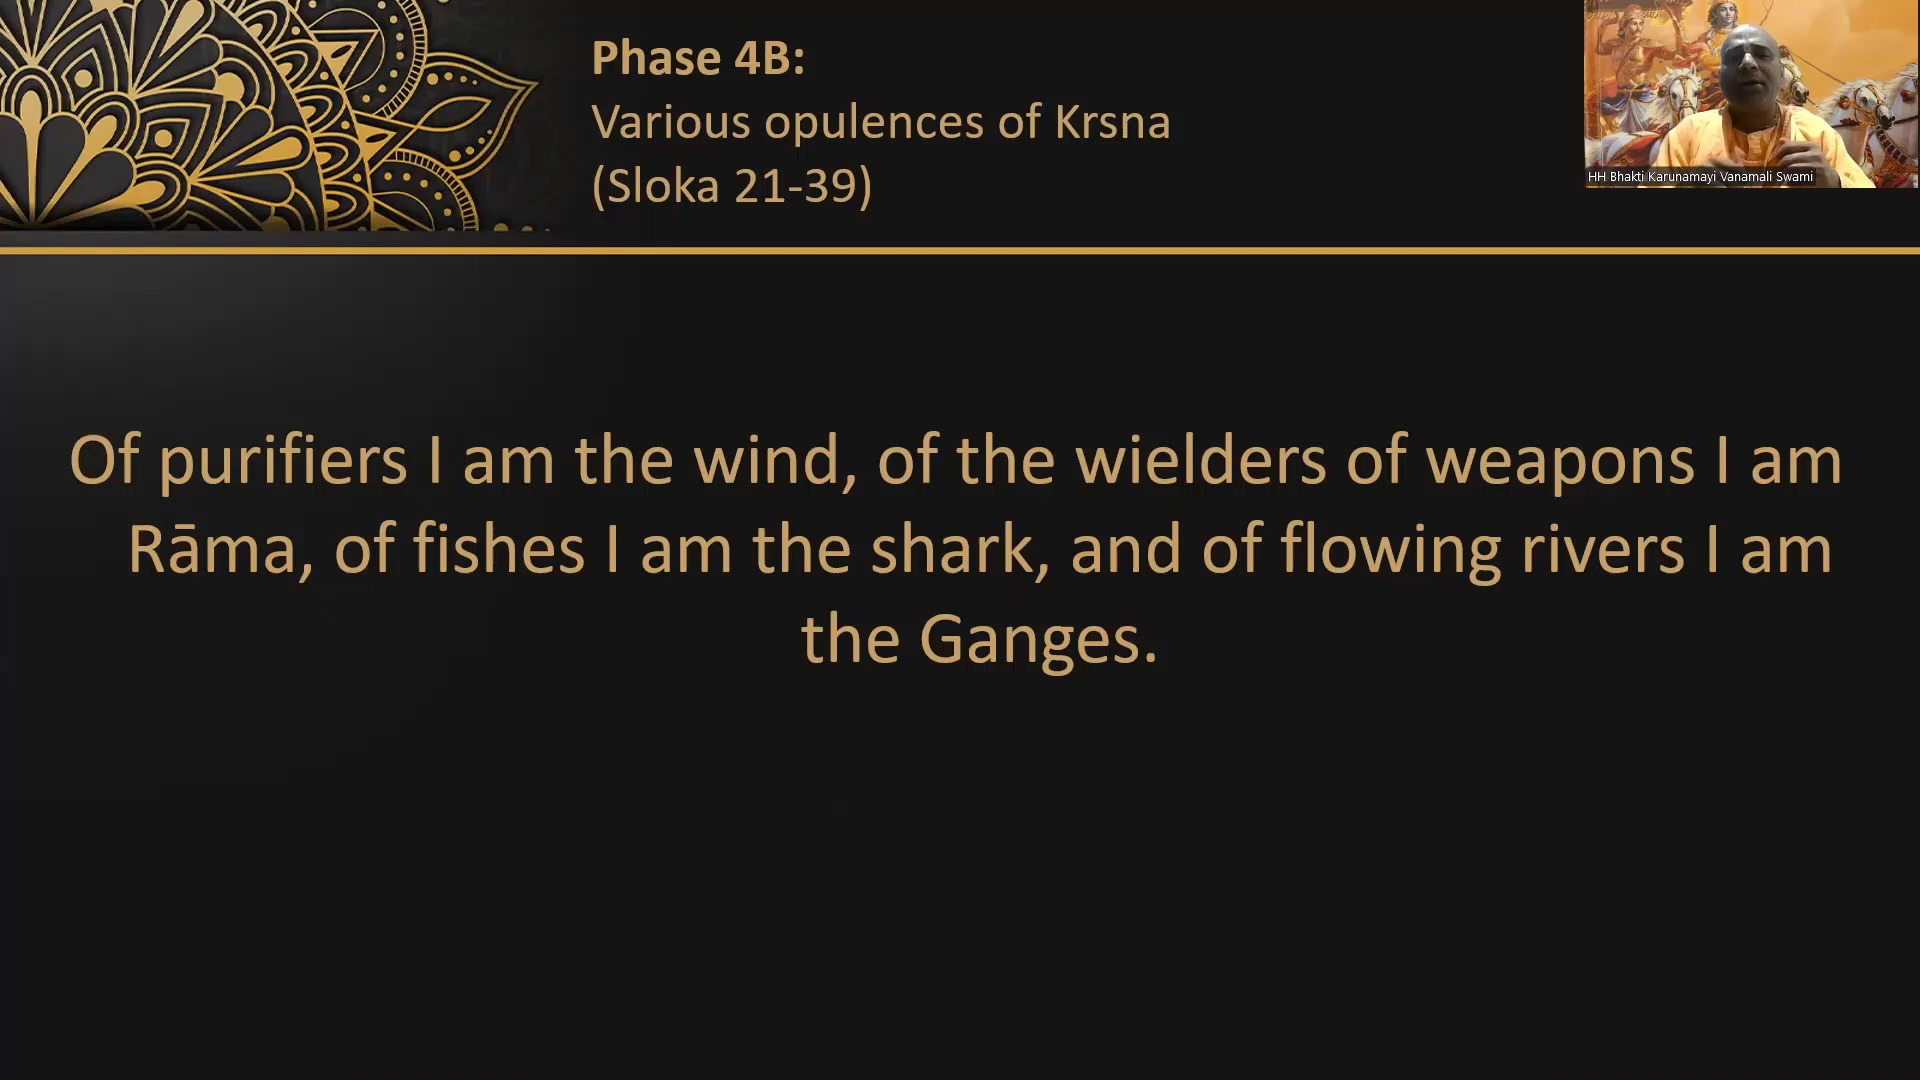 Phase 4B:
Various opulences of Krsna
(Sloka 21-39)
HH Bhakti Karunamayi Vanamali Swami
Of purifiers I am the wind, of the wielders of weapons I am
Rāma, of fishes I am the shark, and of flowing rivers I am
the Ganges.